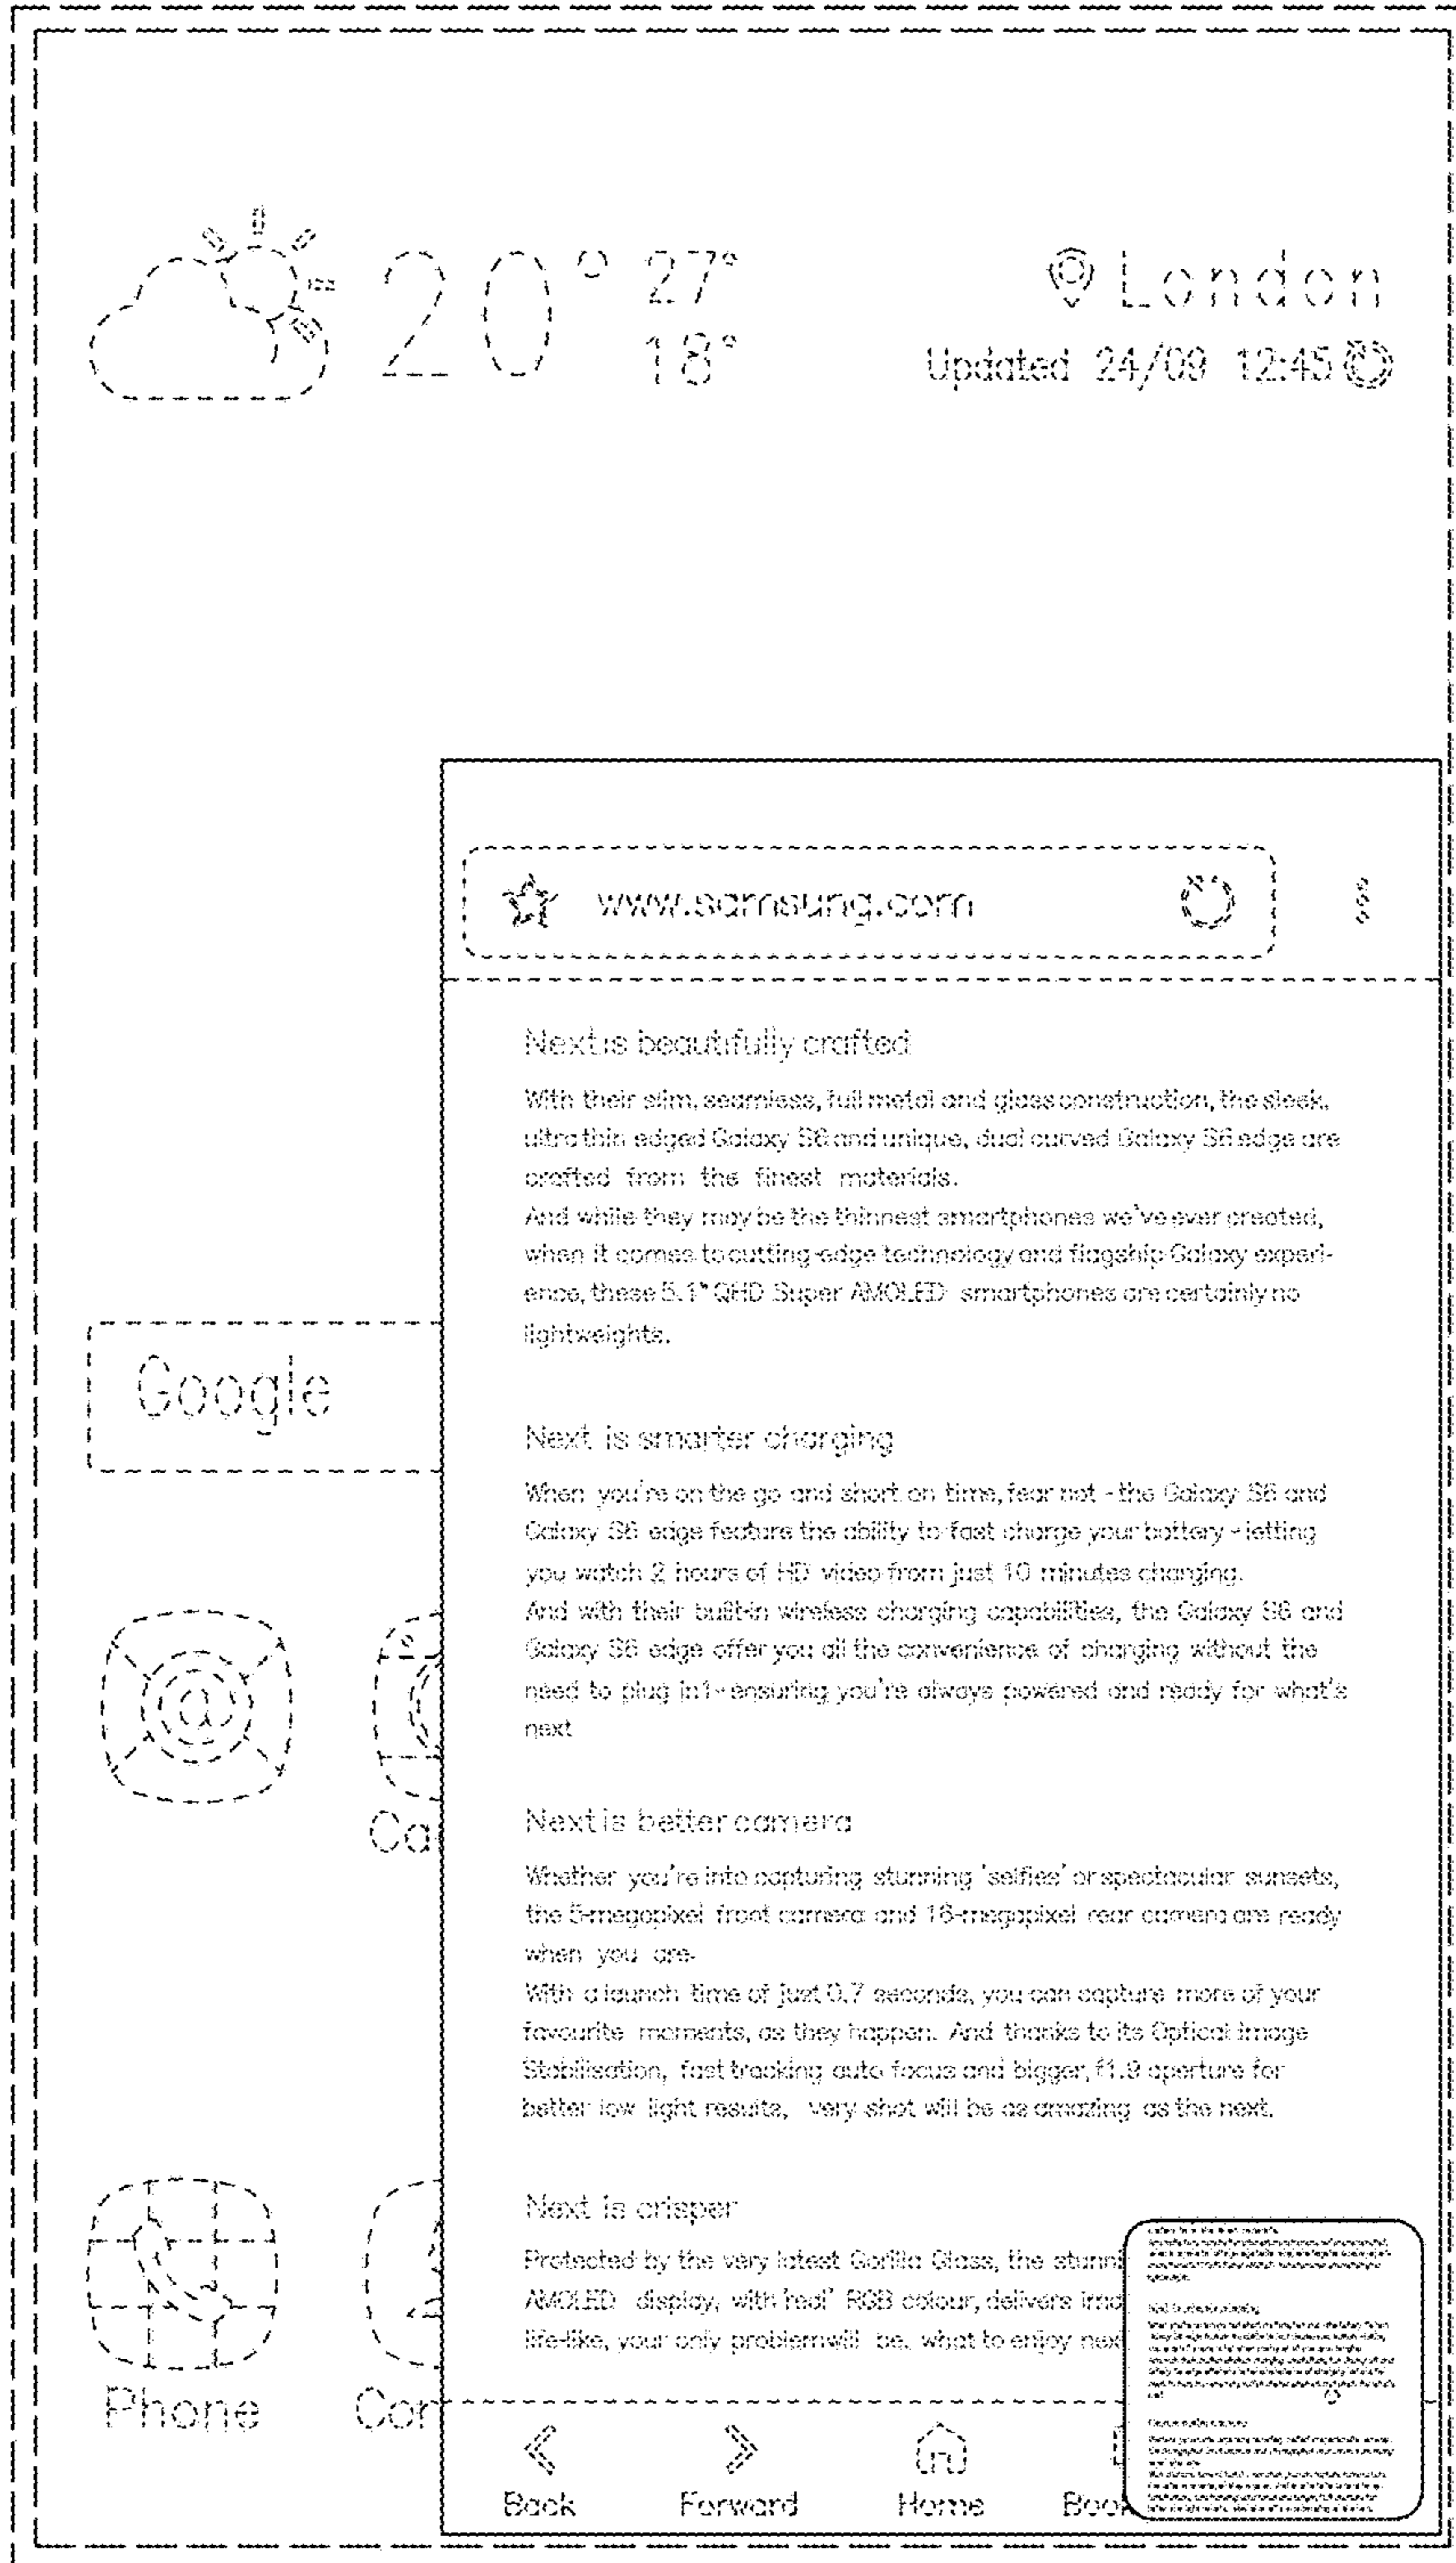 20° 27°
18°
London
Updated 24/09 12:45
www.samsung.com
Next is beautifully crafted
With their slim, seamless, full metal and glass construction, the sleek,
ultra thin edged Galaxy S6 and unique, dual curved Galaxy S6 edge are
crafted from the finest materials.
And while they may be the thinnest smartphones we've ever created,
when it comes to cutting-edge technology and flagship Galaxy experi-
ence, these 5.1" QHD Super AMOLED smartphones are certainly no
lightweights.
Google
Next is smarter charging
When you're on the go and short on time, fear not - the Galaxy S6 and
Galaxy S6 edge feature the ability to fast charge your battery - letting
you watch 2 hours of HD video from just 10 minutes charging.
And with their built-in wireless charging capabilities, the Galaxy S6 and
Galaxy S6 edge offer you all the convenience of charging without the
need to plug in1 - ensuring you're always powered and ready for what's
next
Ca
Next is better camera
Whether you're into capturing stunning 'selfies' or spectacular sunsets,
the 5-megapixel front camera and 16-megapixel rear camera are ready
when you are.
With a launch time of just 0.7 seconds, you can capture more of your
favourite moments, as they happen. And thanks to its Optical Image
Stabilisation, fast tracking auto focus and bigger, f1.9 aperture for
better low light results, very shot will be as amazing as the next.
Next is crisper
Protected by the very latest Gorilla Glass, the stunni
AMOLED display, with 'real' RGB colour, delivers ima
life-like, your only problem will be, what to enjoy nex
Phone
Con
Back
Forward
Home
Book